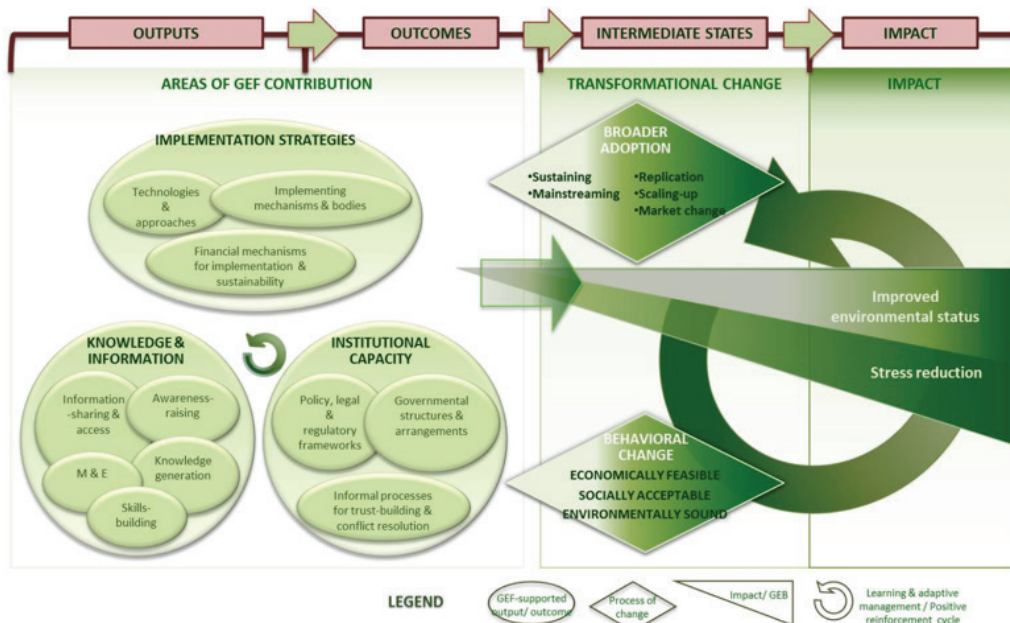 OUTPUTS
OUTCOMES
INTERMEDIATE STATES
IMPACT
AREAS OF GEF CONTRIBUTION
TRANSFORMATIONAL CHANGE
IMPACT
IMPLEMENTATION STRATEGIES
Technologies
&
approaches
Implementing
mechanisms & bodies
Financial mechanisms
for implementation &
sustainability
BROADER
ADOPTION
•Sustaining
•Mainstreaming
•Replication
•Scaling-up
•Market change
Improved
environmental status
Stress reduction
KNOWLEDGE &
INFORMATION
Information
-sharing &
access
Awareness-
raising
M & E
Knowledge
generation
Skills-
building
INSTITUTIONAL
CAPACITY
Policy, legal
&
regulatory
frameworks
Governmental
structures &
arrangements
Informal processes
for trust-building &
conflict resolution
BEHAVIORAL
CHANGE
ECONOMICALLY FEASIBLE
SOCIALLY ACCEPTABLE
ENVIRONMENTALLY SOUND
LEGEND
GEF-supported
output/ outcome
Process of
change
Impact/ GEB
Learning & adaptive
management / Positive
reinforcement cycle